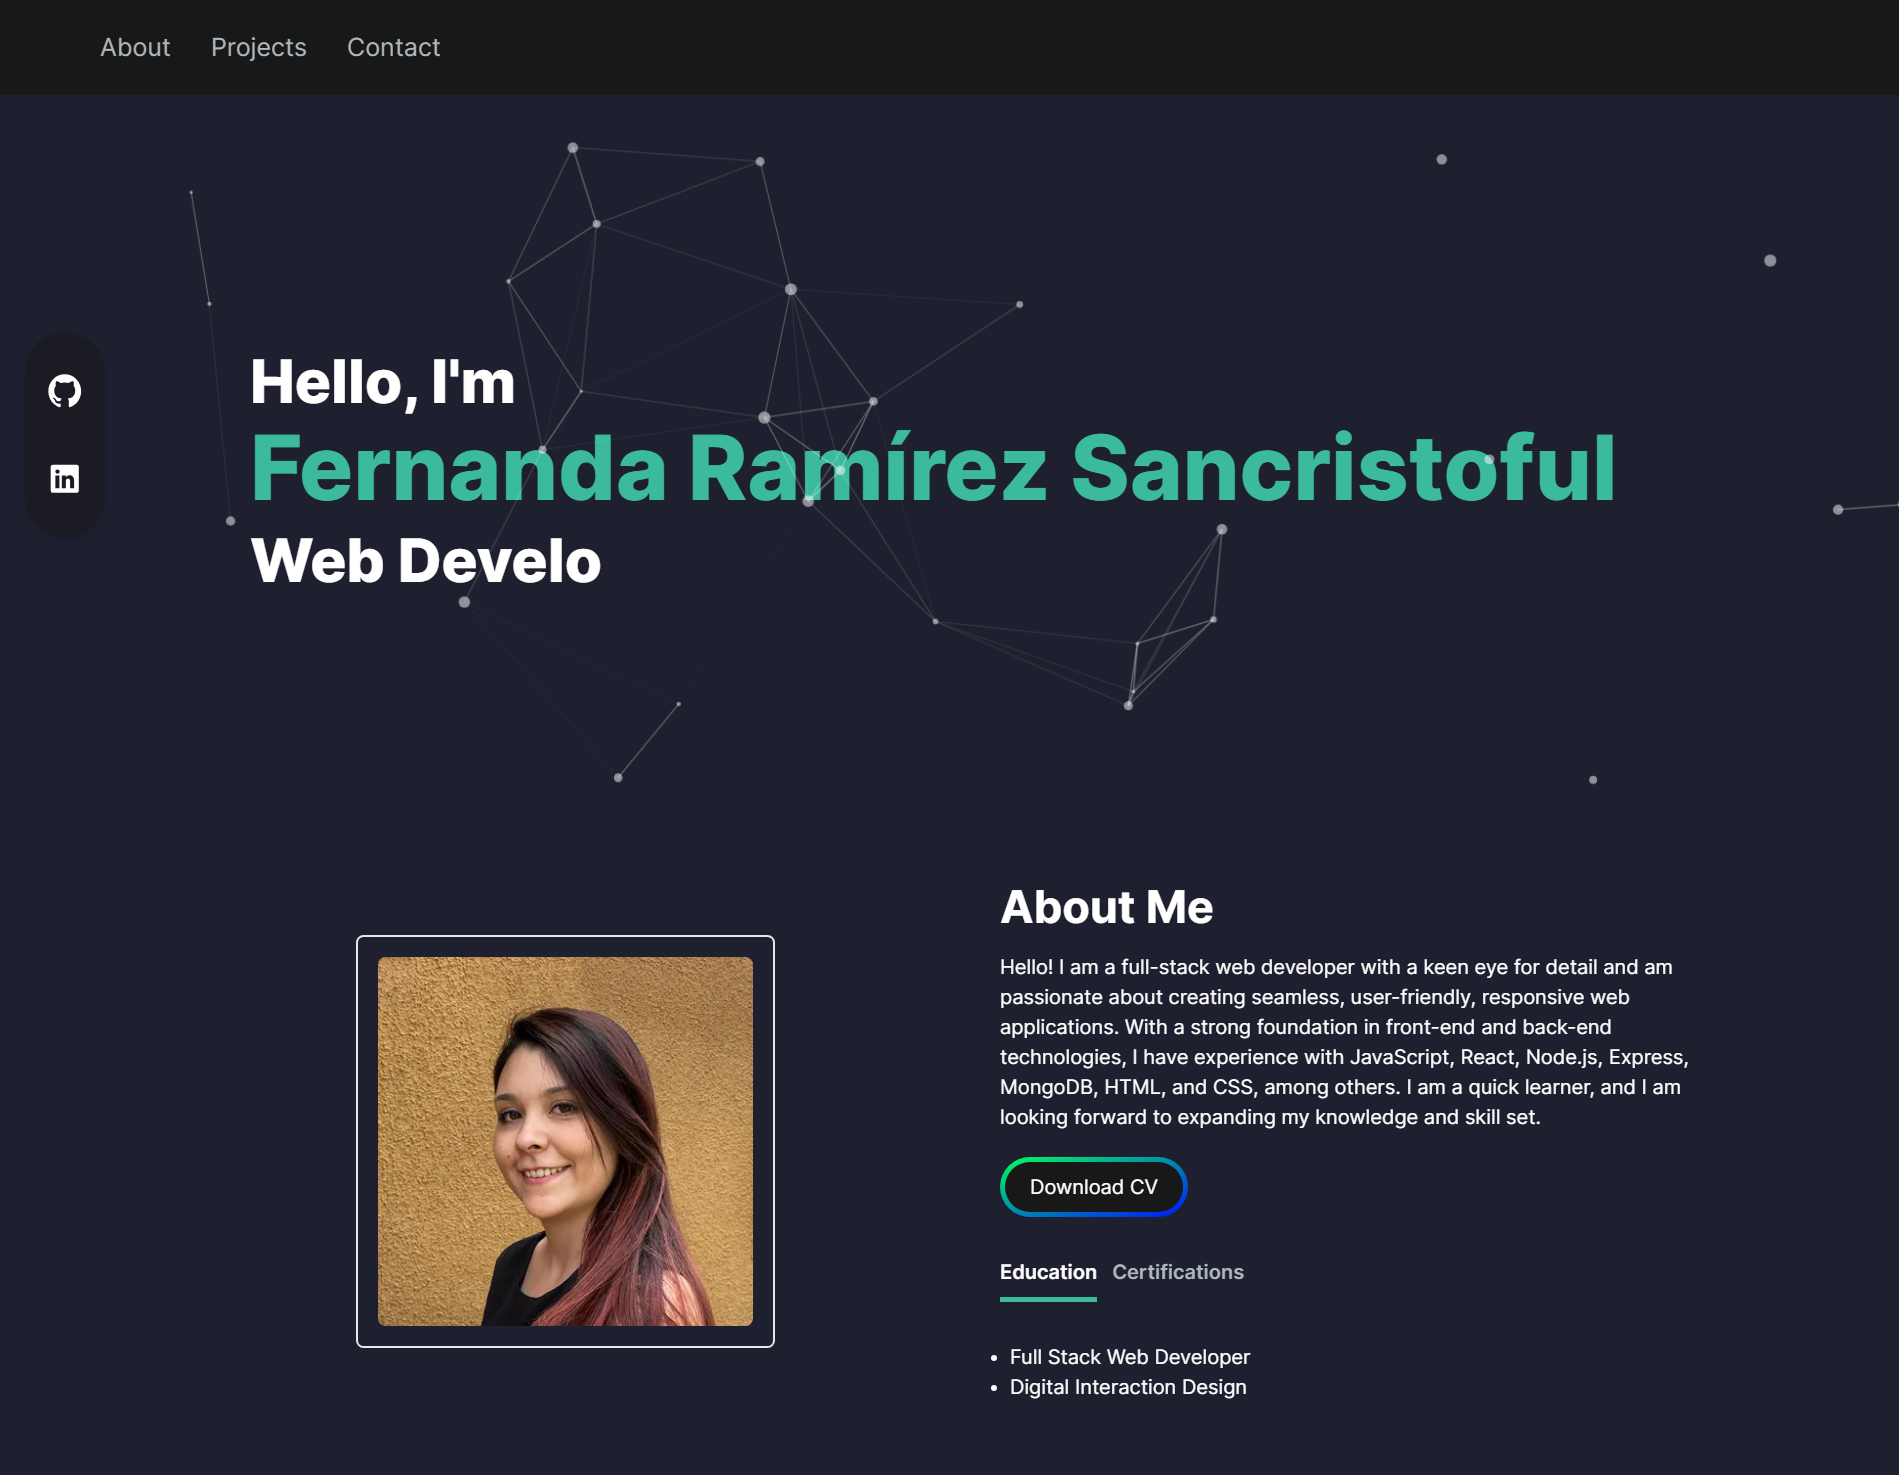 About Projects Contact
Hello, I'm
Fernanda Ramírez Sancristoful
Web Develo
in
About Me
Hello! I am a full-stack web developer with a keen eye for detail and am
passionate about creating seamless, user-friendly, responsive web
applications. With a strong foundation in front-end and back-end
technologies, I have experience with JavaScript, React, Node.js, Express,
MongoDB, HTML, and CSS, among others. I am a quick learner, and I am
looking forward to expanding my knowledge and skill set.
Download CV
Education Certifications
• Full Stack Web Developer
• Digital Interaction Design